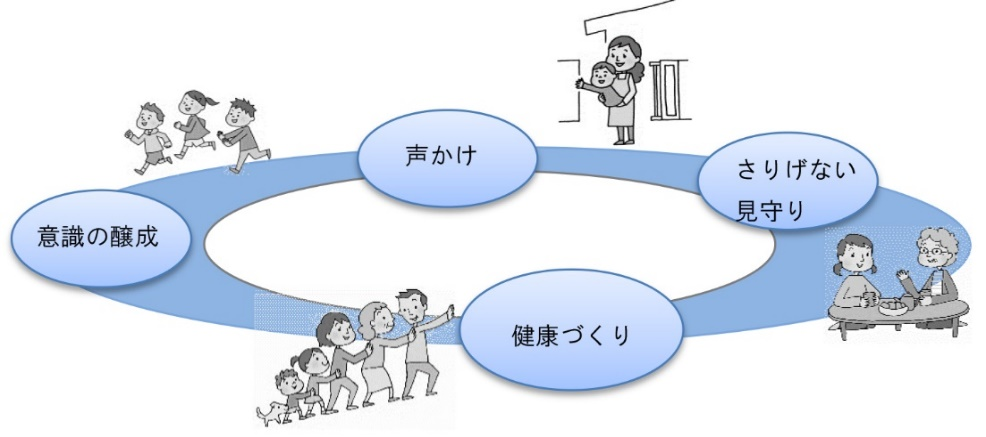 声かけ
さりげない
見守り
意識の醸成
健康づくり